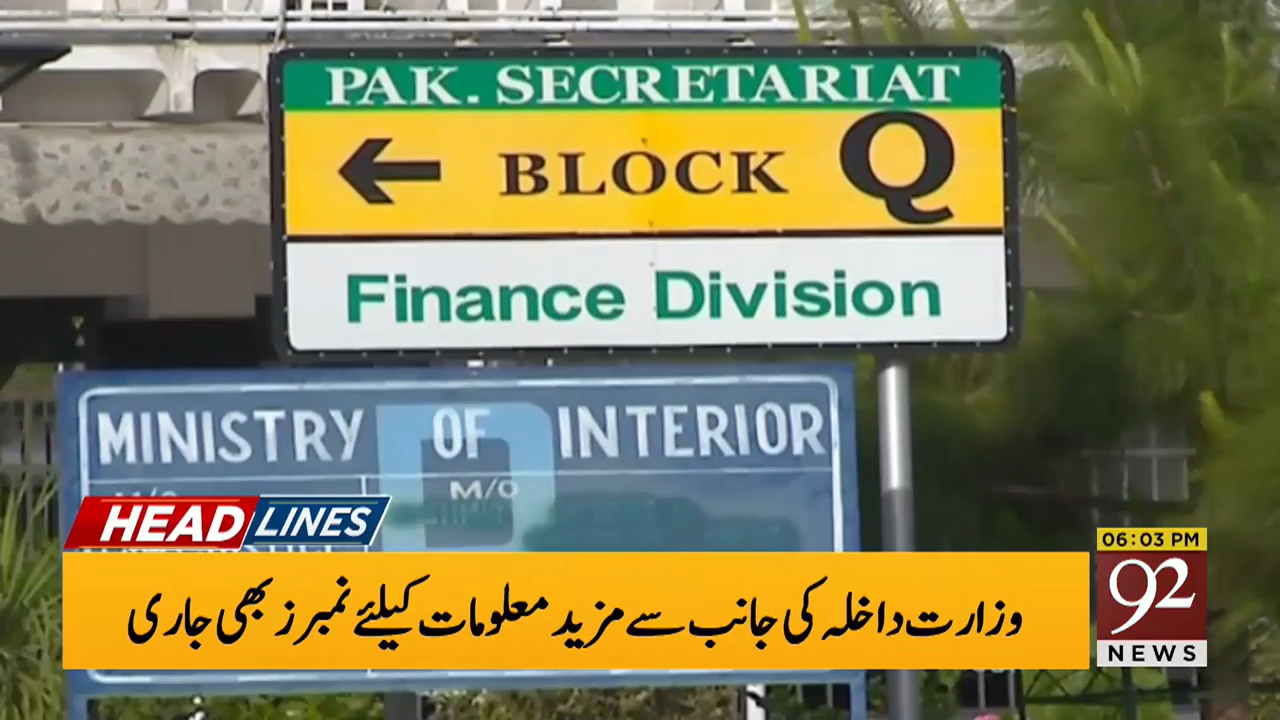 PAK. SECRETARIAT
← BLOCK Q
Finance Division
MINISTRY OF INTERIOR
M/O
HEADLINES
وزارت داخلہ کی جانب سے مزید معلومات کیلئے نمبرز بھی جاری
06:03 PM
92
NEWS